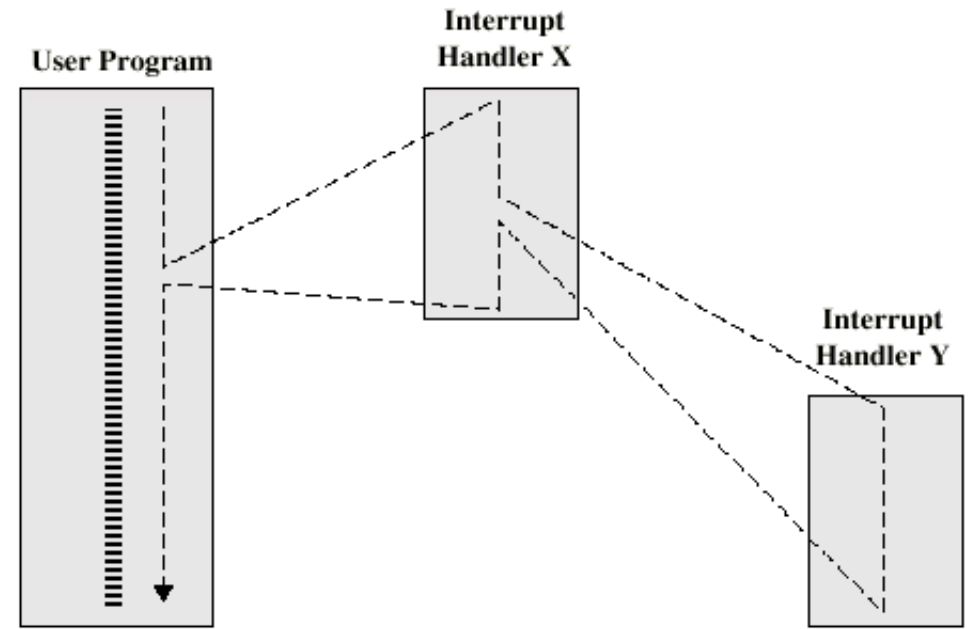 User Program
Interrupt
Handler X
Interrupt
Handler Y